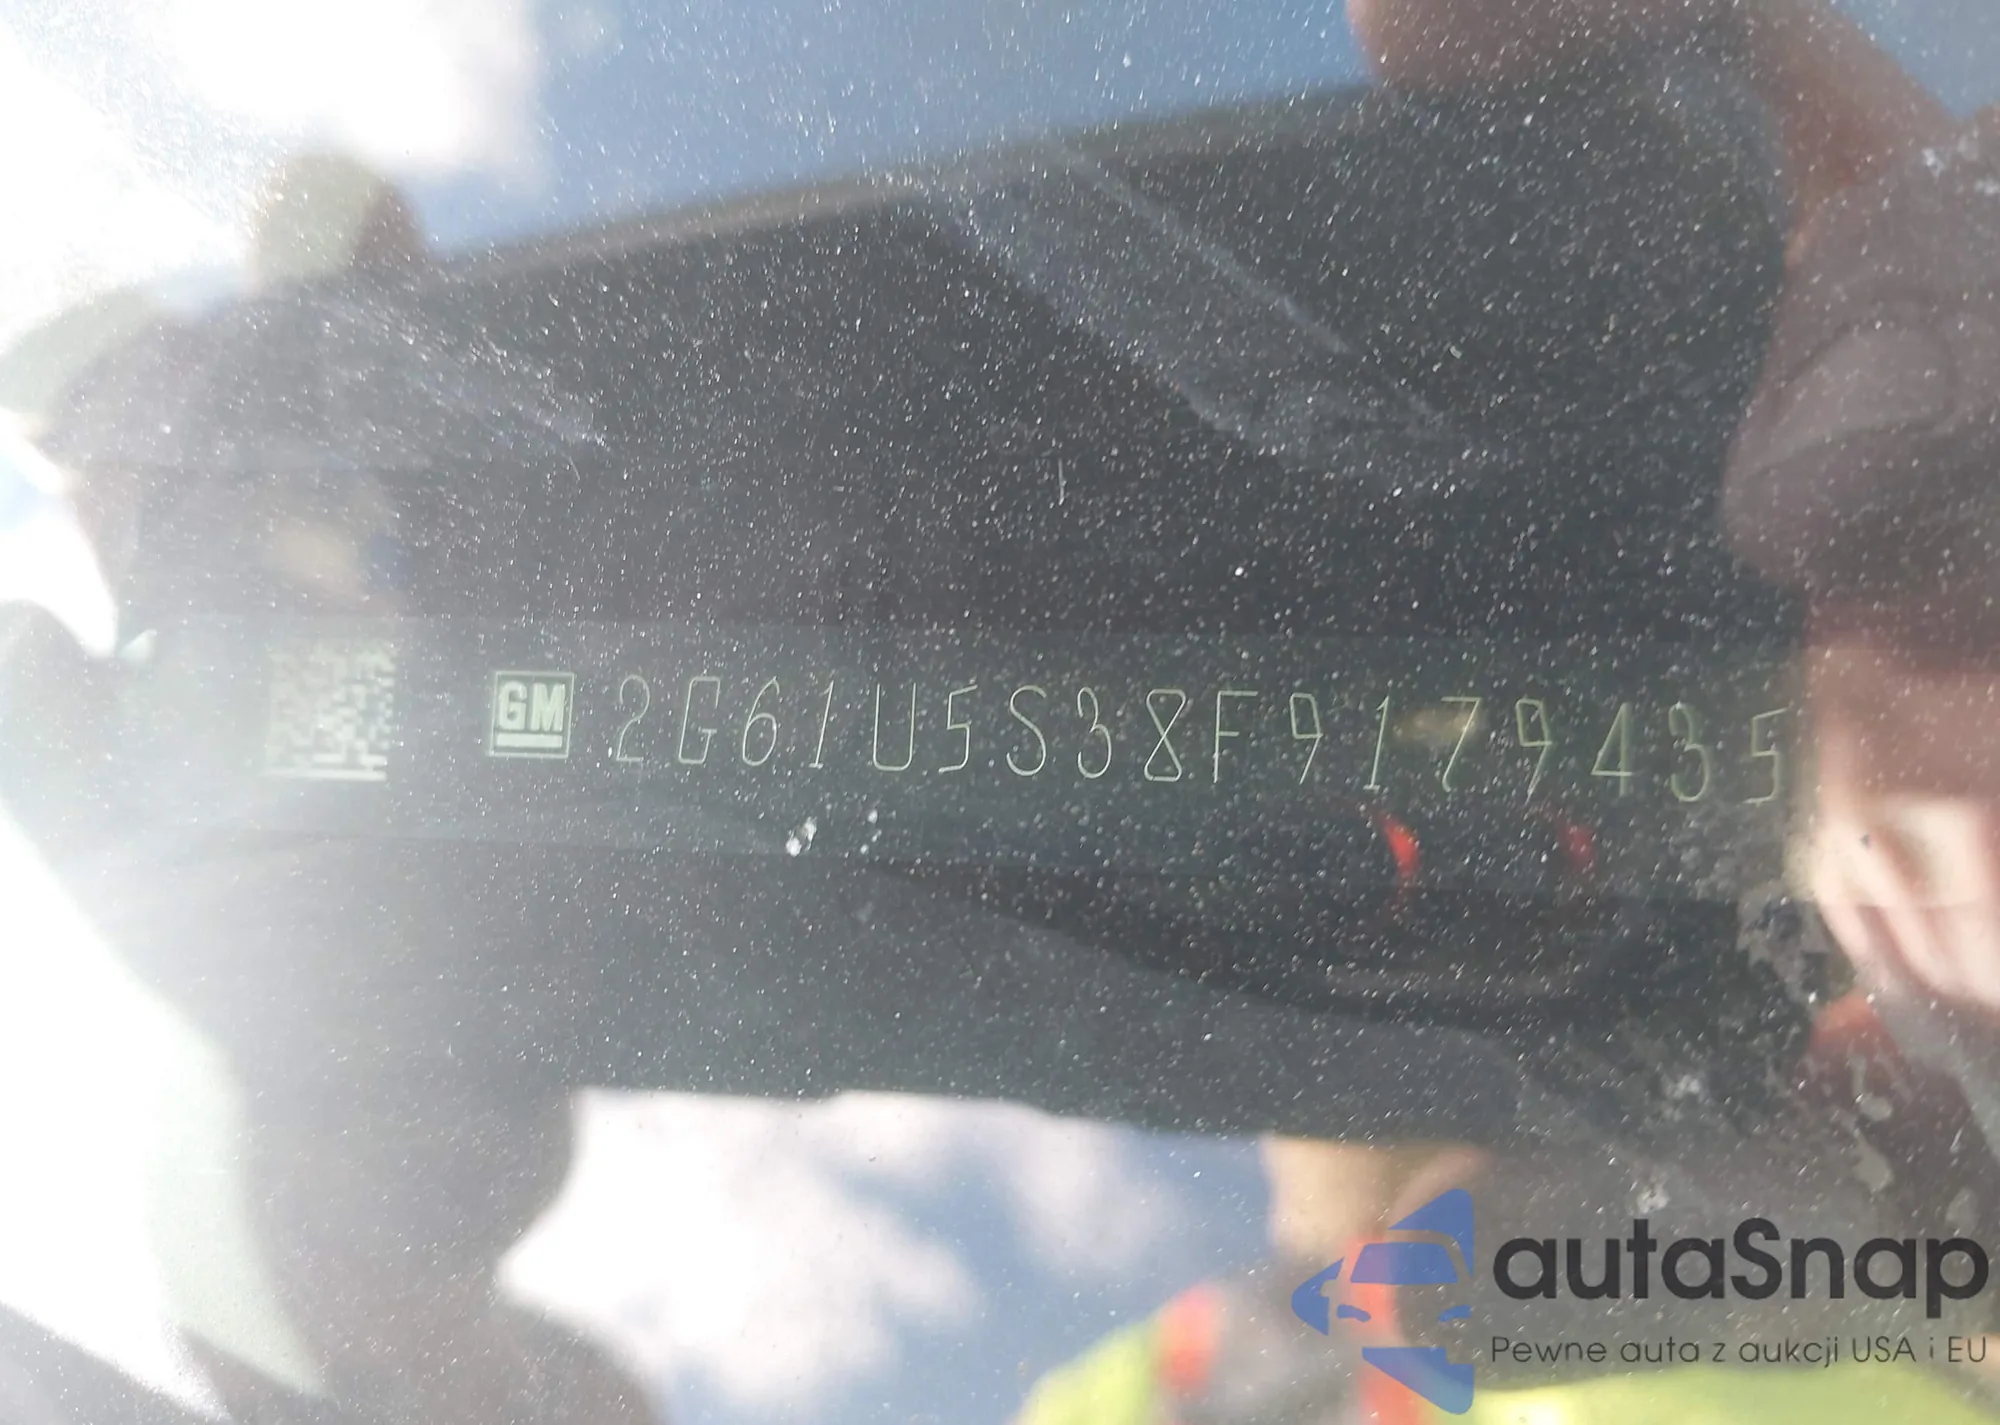 GM 2G61U5S38F9179435
autaSnap
Pewne auta z aukcji USA i EU